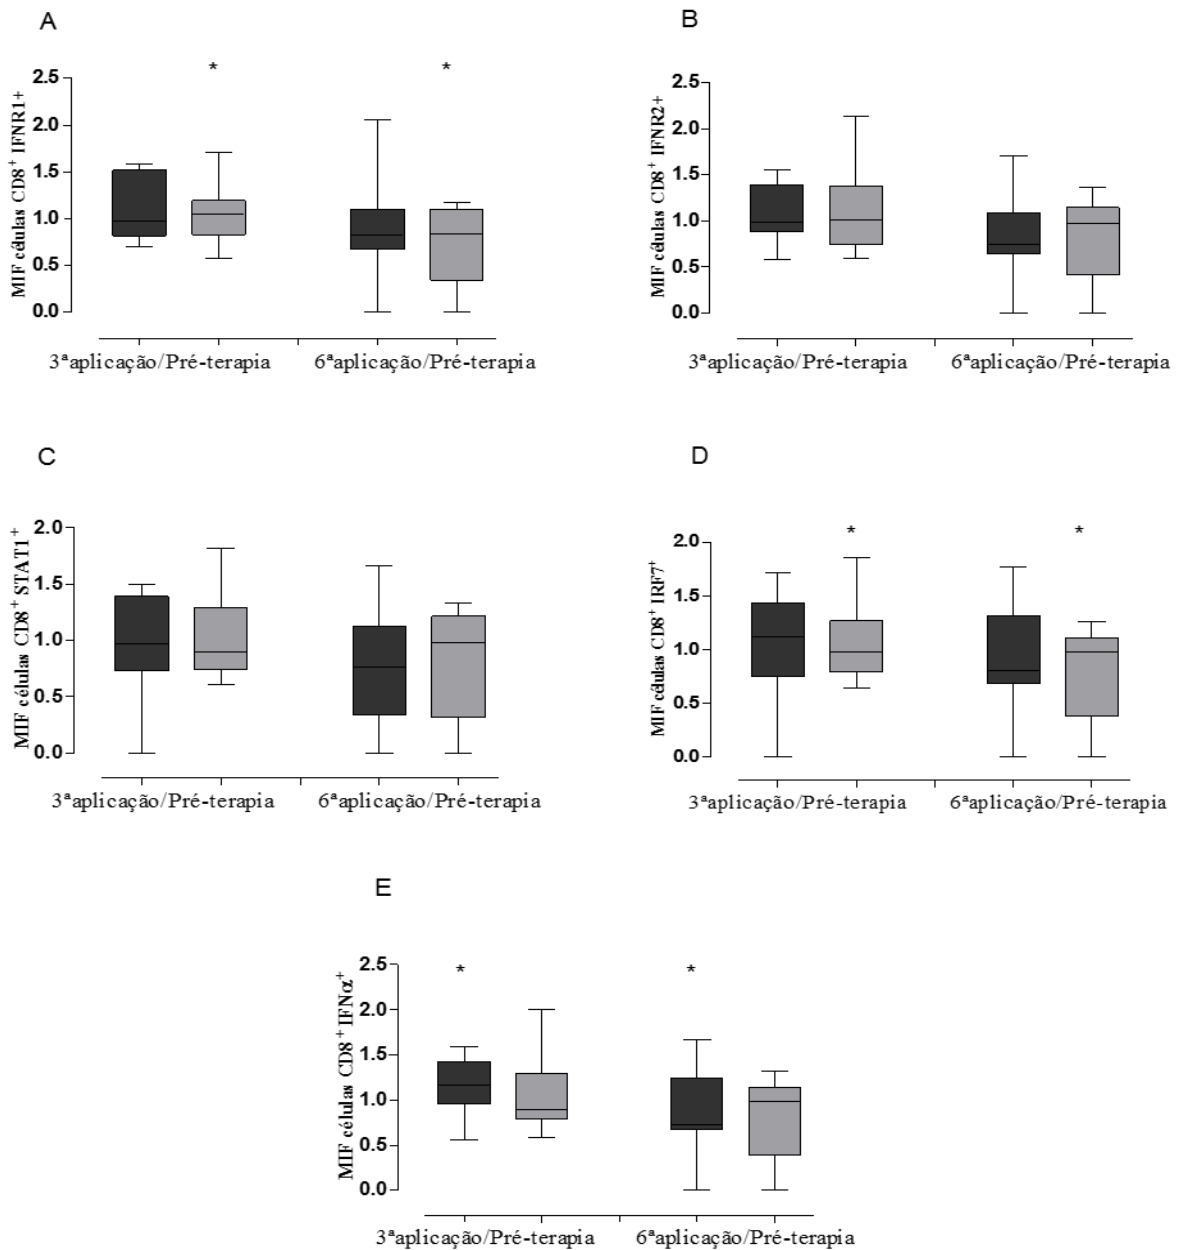 A
*
*
MIF células CD8+ IFNR1+
2.5
2.0
1.5
1.0
0.5
0.0
3ªaplicação/Pré-terapia
6ªaplicação/Pré-terapia
B
MIF células CD8+ IFNR2+
2.5
2.0
1.5
1.0
0.5
0.0
3ªaplicação/Pré-terapia
6ªaplicação/Pré-terapia
C
MIF células CD8+ STAT1+
2.0
1.5
1.0
0.5
0.0
3ªaplicação/Pré-terapia
6ªaplicação/Pré-terapia
D
*
*
MIF células CD8+ IRF7+
2.0
1.5
1.0
0.5
0.0
3ªaplicação/Pré-terapia
6ªaplicação/Pré-terapia
E
*
*
MIF células CD8+ IFNα+
2.5
2.0
1.5
1.0
0.5
0.0
3ªaplicação/Pré-terapia
6ªaplicação/Pré-terapia